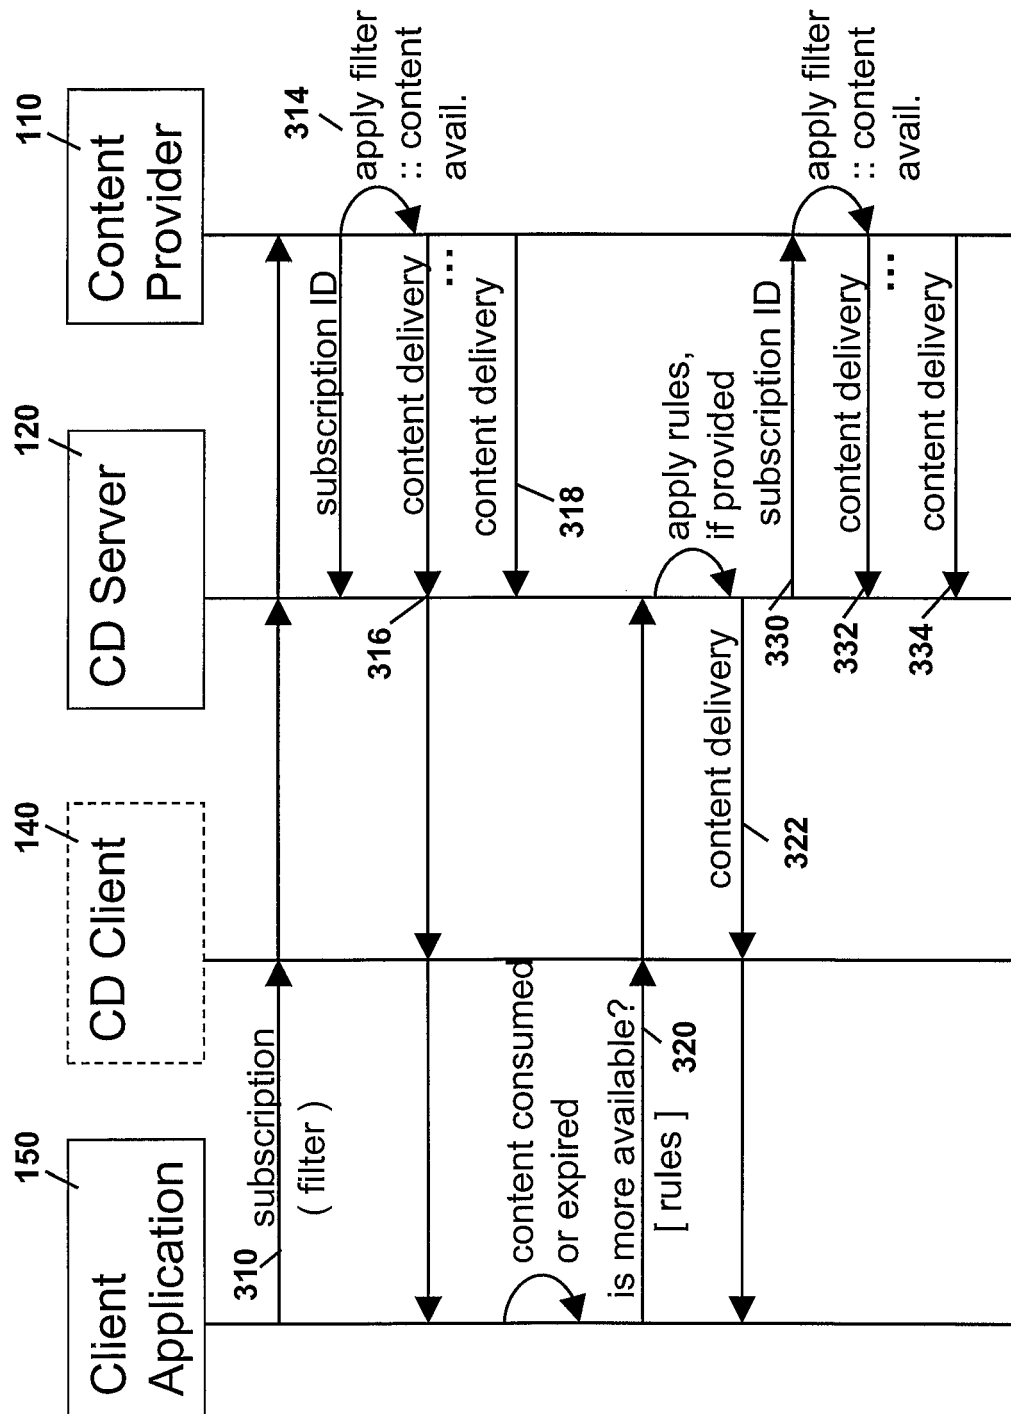 150
Client
Application
140
CD Client
120
CD Server
110
Content
Provider
310
subscription
( filter )
subscription ID
314
apply filter
:: content
avail.
316
content delivery
...
content delivery
318
content consumed
or expired
is more available?
320
[ rules ]
apply rules,
if provided
content delivery
322
330
subscription ID
apply filter
:: content
avail.
332
content delivery
...
334
content delivery